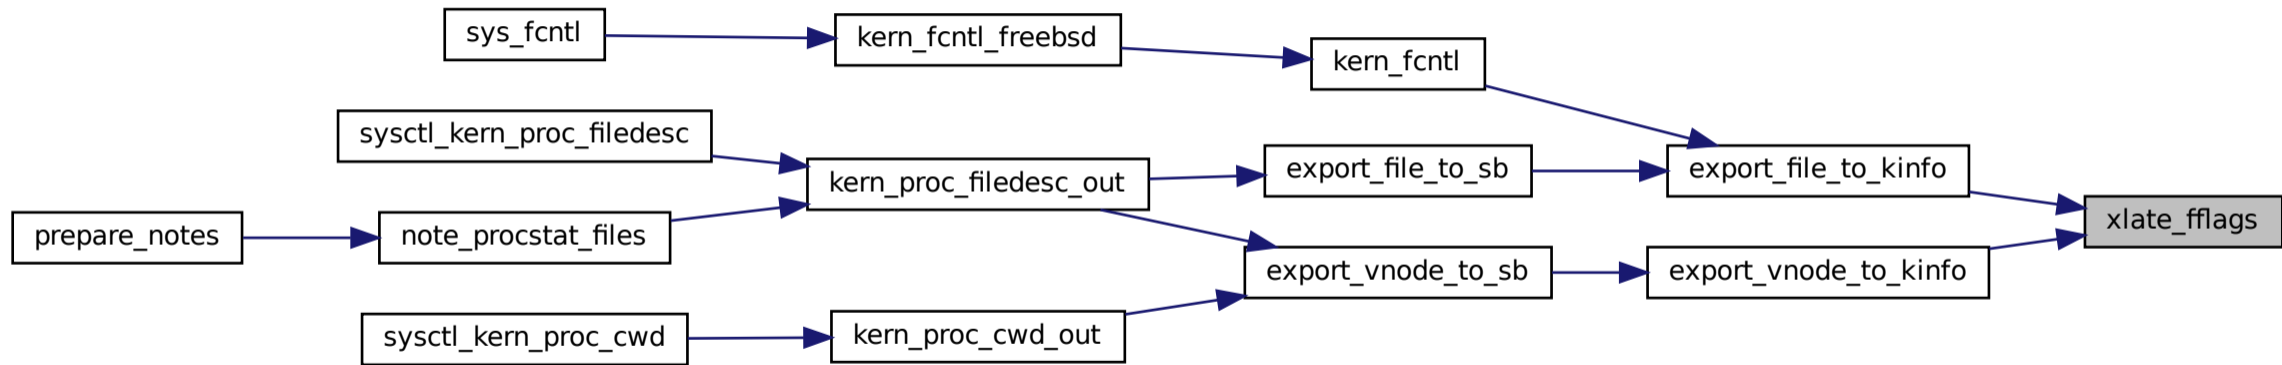 sys_fcntl
kern_fcntl_freebsd
kern_fcntl
sysctl_kern_proc_filedesc
kern_proc_filedesc_out
export_file_to_sb
export_file_to_kinfo
xlate_fflags
prepare_notes
note_procstat_files
export_vnode_to_sb
export_vnode_to_kinfo
sysctl_kern_proc_cwd
kern_proc_cwd_out